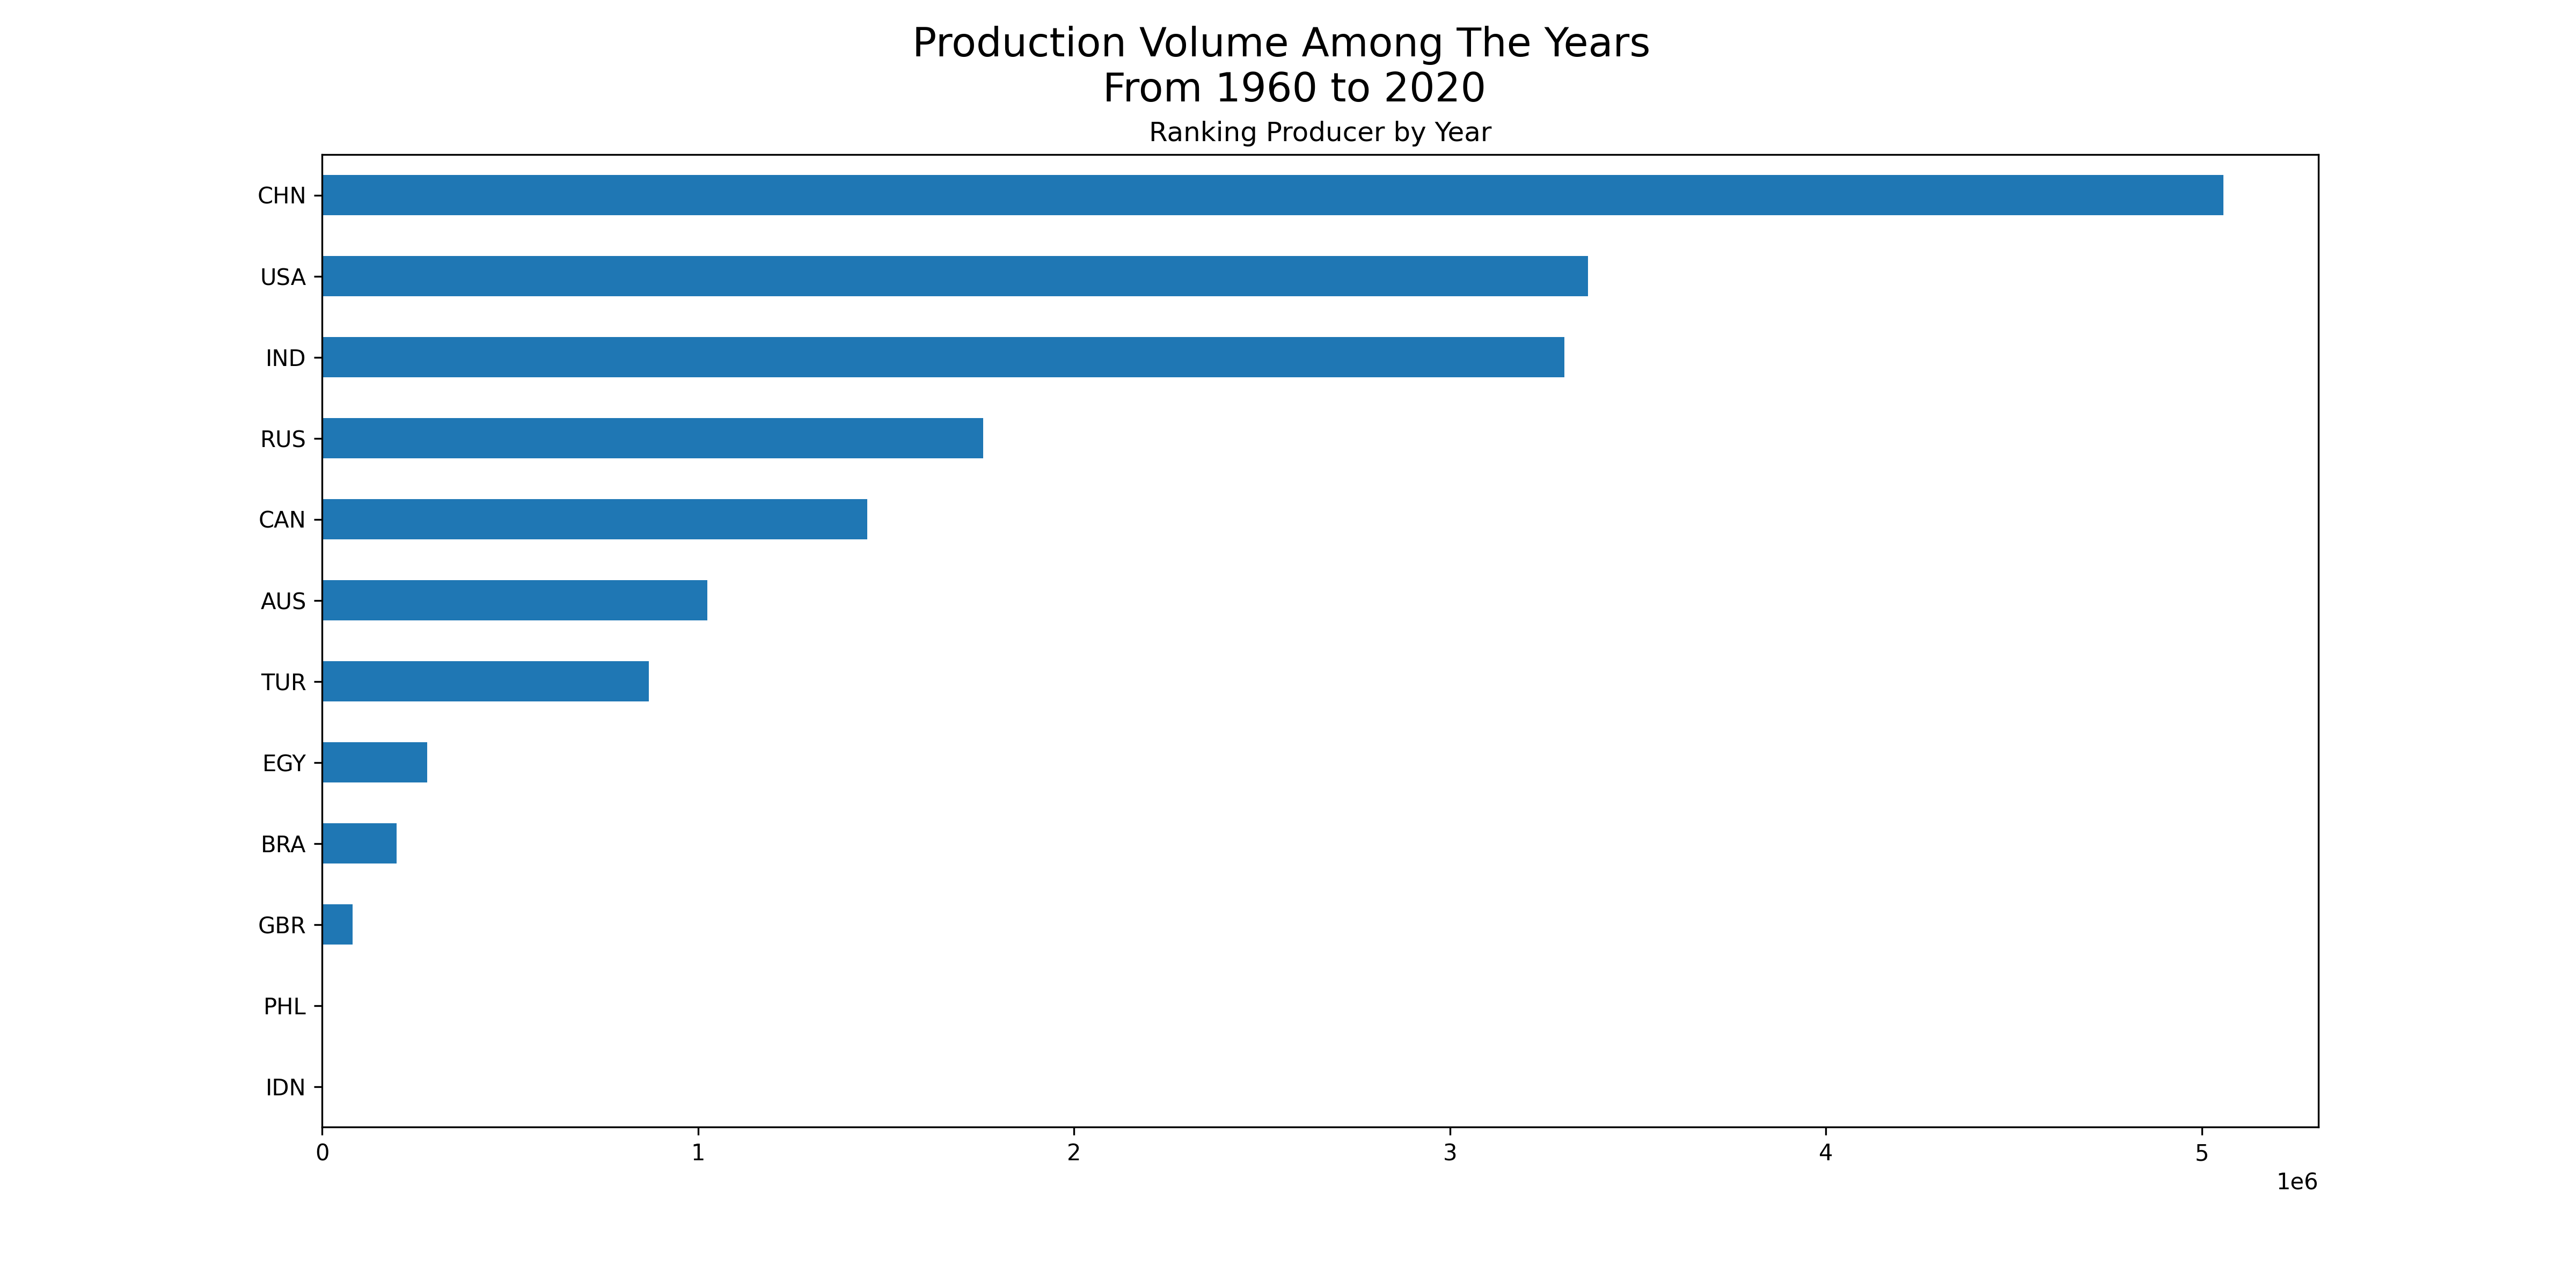 Production Volume Among The Years
From 1960 to 2020
Ranking Producer by Year
CHN
USA
IND
RUS
CAN
AUS
TUR
EGY
BRA
GBR
PHL
IDN
0 1 2 3 4 5
1e6